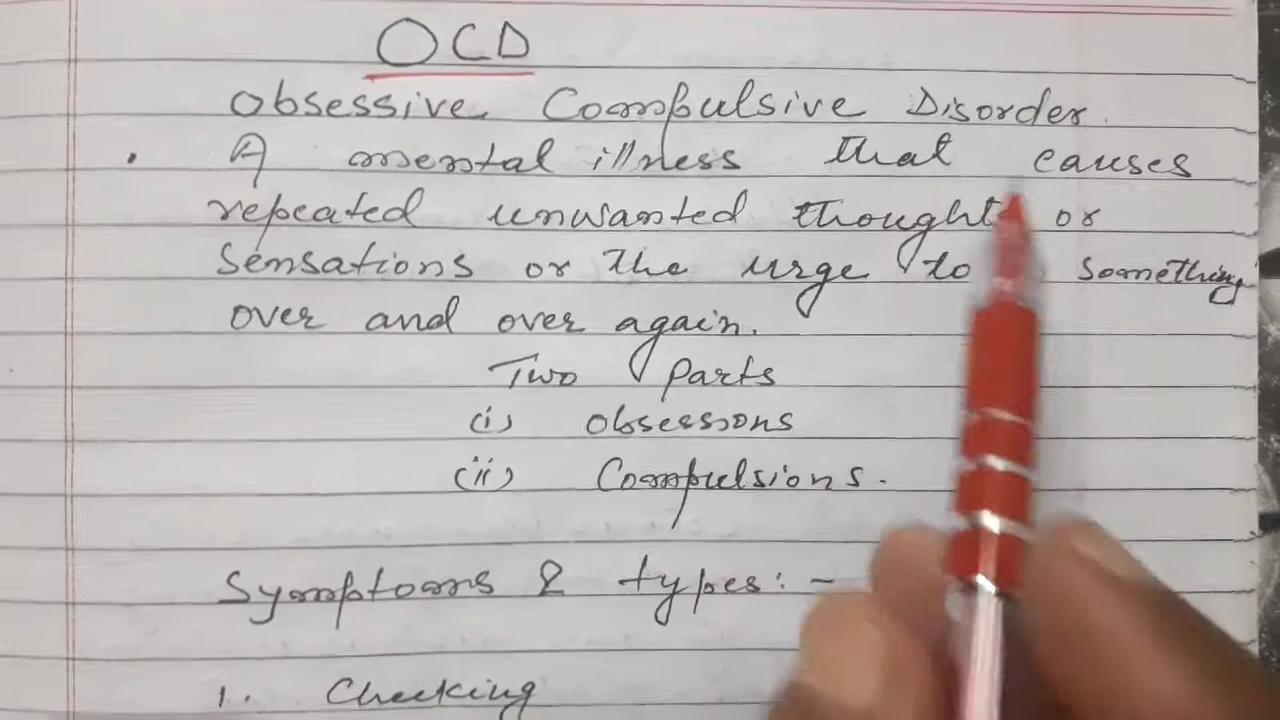 OCD
Obsessive Compulsive Disorder.
. A mental illness that causes
repeated unwanted thoughts or
Sensations or the urge to something
over and over again.
Two Parts
(i) Obsessions
(ii) Compulsions.
Symptoms & types: -
1. Checking